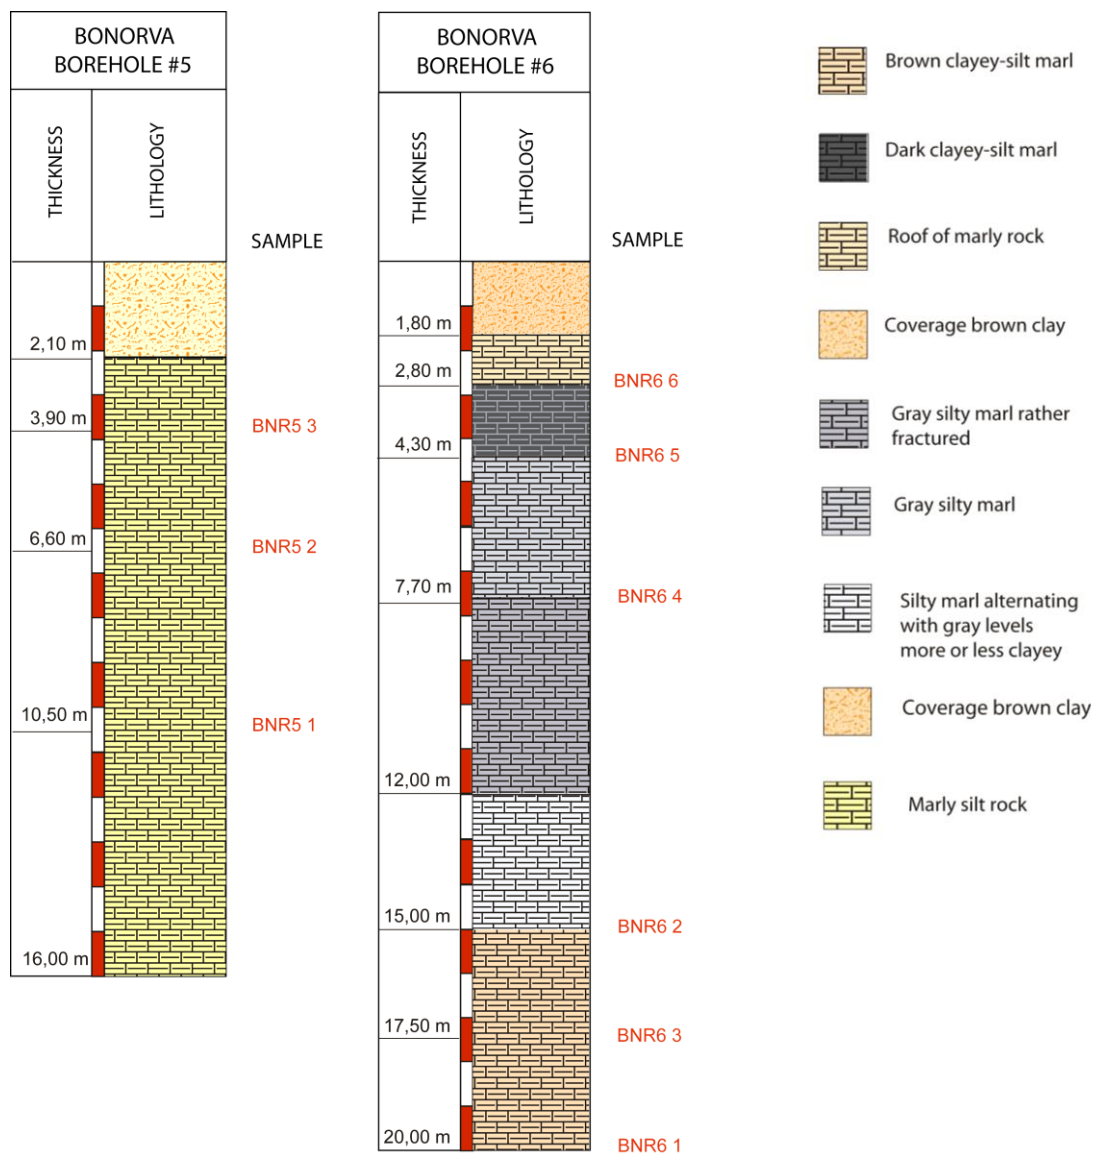 BONORVA
BOREHOLE #5
THICKNESS
LITHOLOGY
SAMPLE
2,10 m
3,90 m
BNR5 3
6,60 m
BNR5 2
10,50 m
BNR5 1
16,00 m
BONORVA
BOREHOLE #6
THICKNESS
LITHOLOGY
SAMPLE
1,80 m
2,80 m
BNR6 6
4,30 m
BNR6 5
7,70 m
BNR6 4
12,00 m
15,00 m
BNR6 2
17,50 m
BNR6 3
20,00 m
BNR6 1
Brown clayey-silt marl
Dark clayey-silt marl
Roof of marly rock
Coverage brown clay
Gray silty marl rather
fractured
Gray silty marl
Silty marl alternating
with gray levels
more or less clayey
Coverage brown clay
Marly silt rock